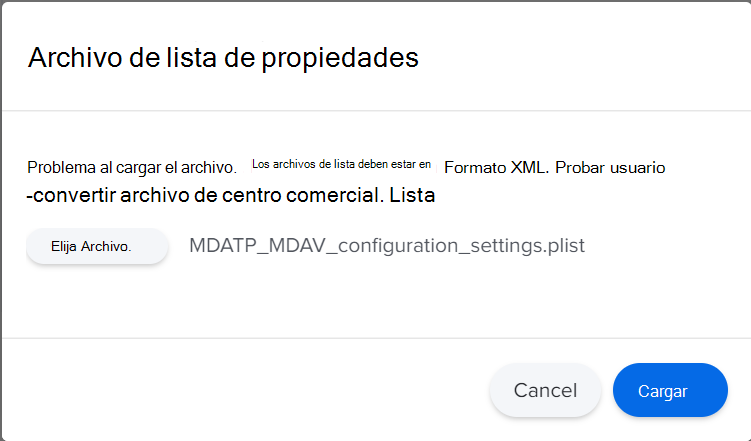 Archivo de lista de propiedades
Problema al cargar el archivo. Los archivos de lista deben estar en Formato XML. Probar usuario
-convertir archivo de centro comercial. Lista
Elija Archivo. MDATP_MDAV_configuration_settings.plist
Cancel Cargar